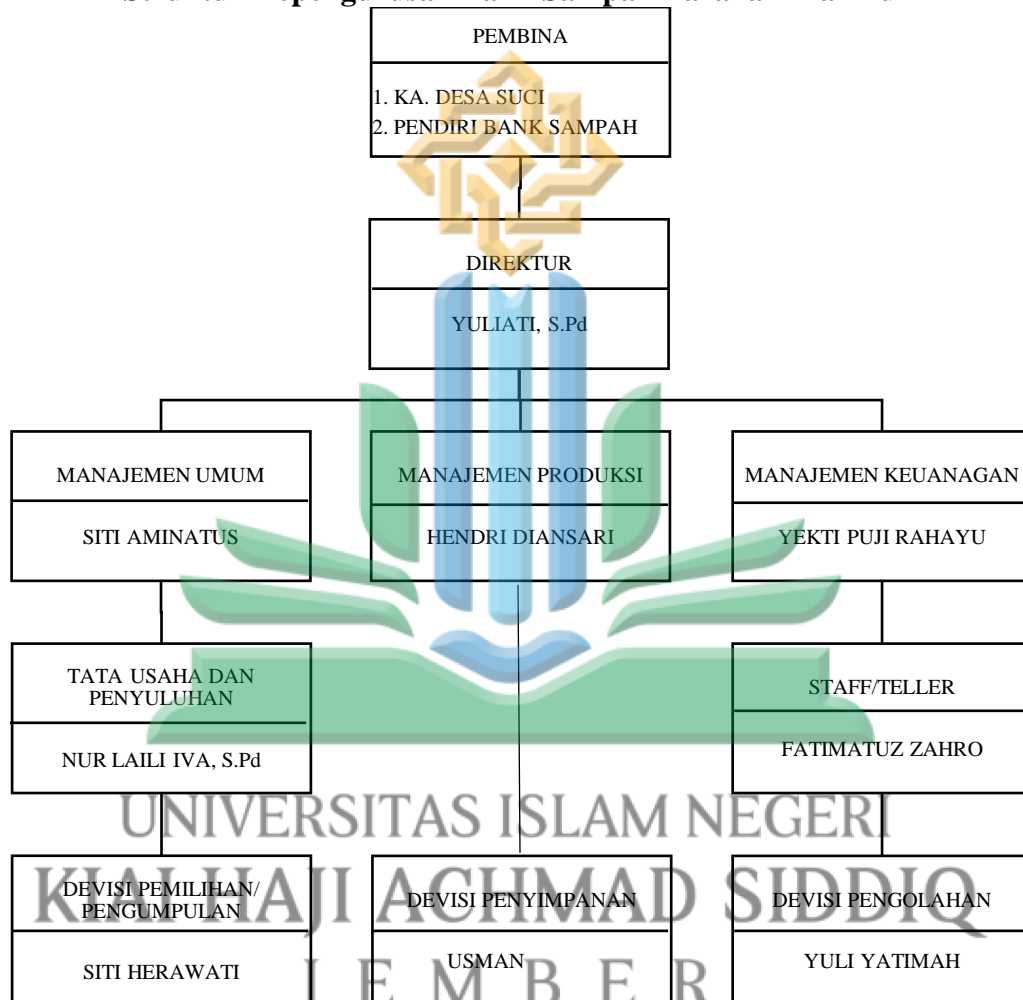 PEMBINA
1. KA. DESA SUCI
2. PENDIRI BANK SAMPAH
DIREKTUR
YULIATI, S.Pd
MANAJEMEN UMUM
SITI AMINATUS
MANAJEMEN PRODUKSI
HENDRI DIANSARI
MANAJEMEN KEUANAGAN
YEKTI PUJI RAHAYU
TATA USAHA DAN
PENYULUHAN
NUR LAILI IVA, S.Pd
STAFF/TELLER
FATIMATUZ ZAHRO
UNIVERSITAS ISLAM NEGERI
KIAI HAJI ACHMAD SIDDIQ
JEMBER
DEVISI PEMILIHAN/
PENGUMPULAN
SITI HERAWATI
DEVISI PENYIMPANAN
USMAN
DEVISI PENGOLAHAN
YULI YATIMAH